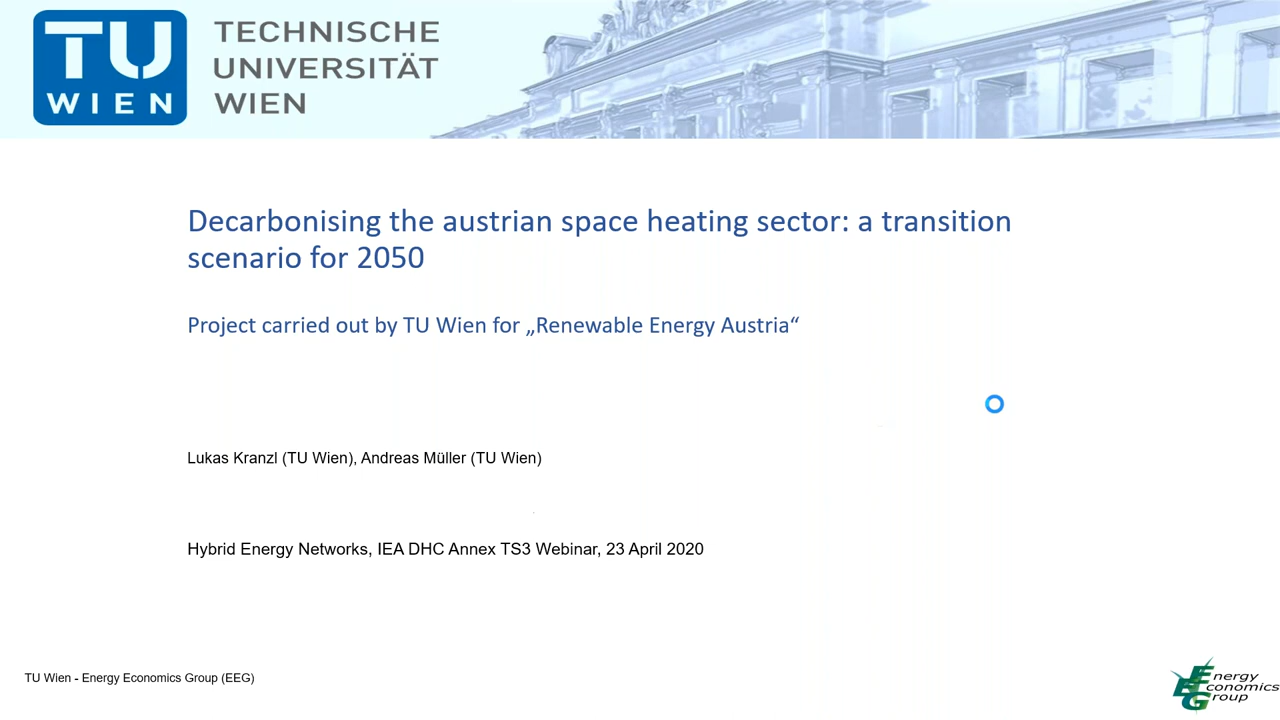 TU
WIEN
TECHNISCHE
UNIVERSITÄT
WIEN
Decarbonising the austrian space heating sector: a transition
scenario for 2050
Project carried out by TU Wien for „Renewable Energy Austria“
Lukas Kranzl (TU Wien), Andreas Müller (TU Wien)
Hybrid Energy Networks, IEA DHC Annex TS3 Webinar, 23 April 2020
TU Wien - Energy Economics Group (EEG)
Energy
Economics
Group